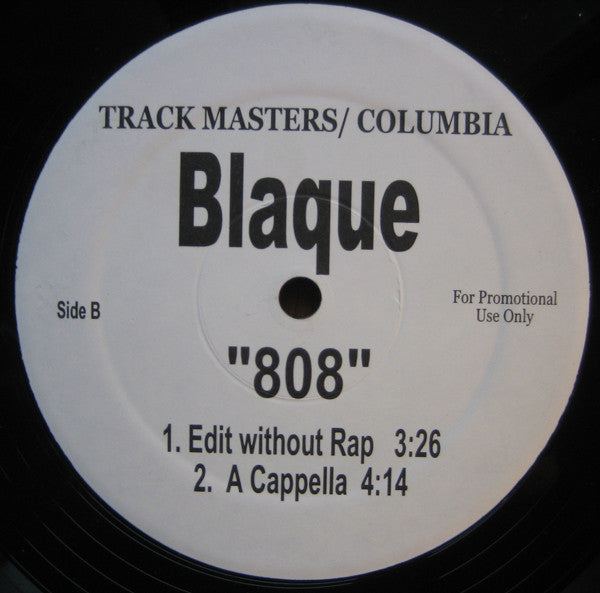 TRACK MASTERS/ COLUMBIA
Blaque
Side B
For Promotional
Use Only
"808"
1. Edit without Rap 3:26
2. A Cappella 4:14